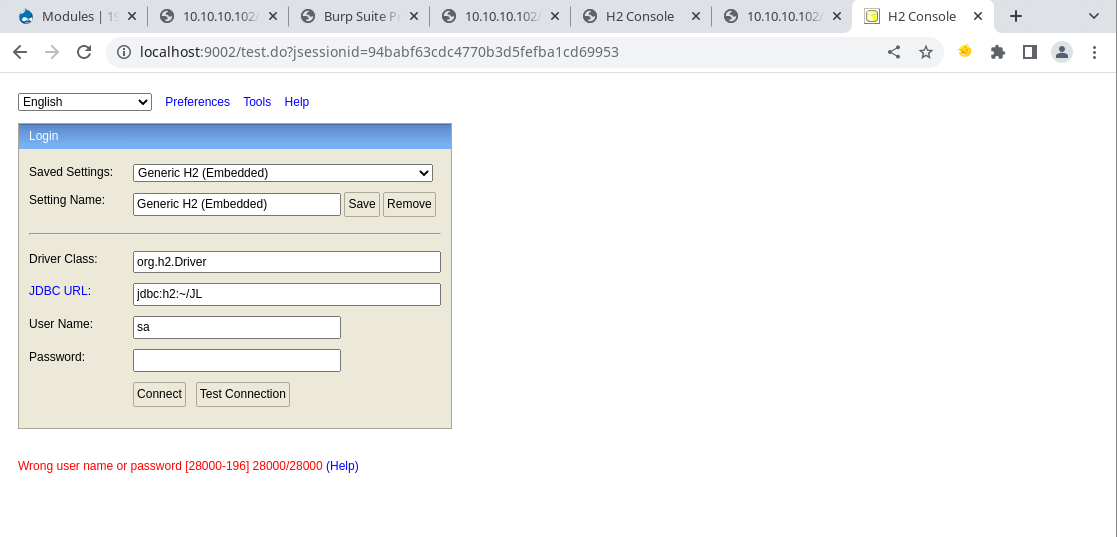 Modules | 19 10.10.10.102/ Burp Suite Pr 10.10.10.102/ H2 Console 10.10.10.102/ H2 Console
localhost:9002/test.do?jsessionid=94babf63cdc4770b3d5fefba1cd69953
English Preferences Tools Help
Login
Saved Settings: Generic H2 (Embedded)
Setting Name: Generic H2 (Embedded) Save Remove
Driver Class: org.h2.Driver
JDBC URL: jdbc:h2:~/JL
User Name: sa
Password:
Connect Test Connection
Wrong user name or password [28000-196] 28000/28000 (Help)